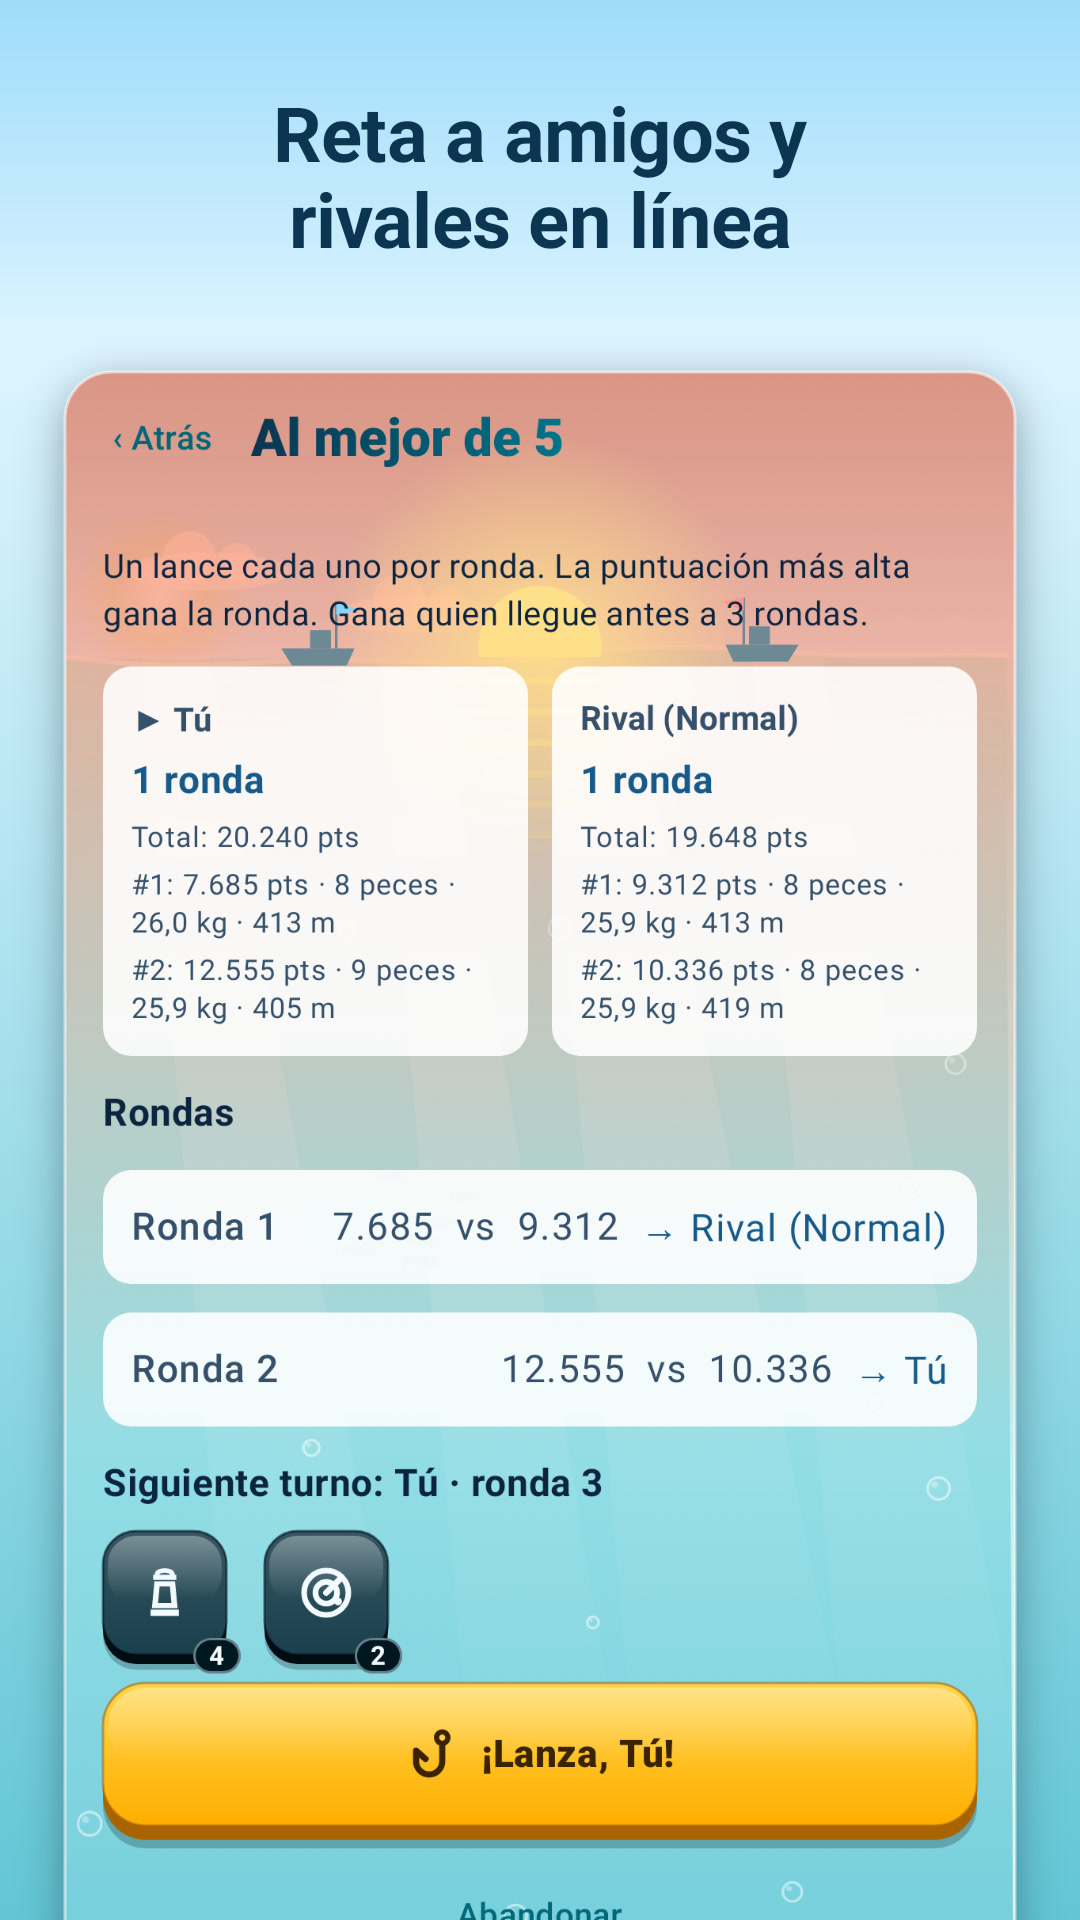 Reta a amigos y
rivales en línea
‹ Atrás Al mejor de 5
Un lance cada uno por ronda. La puntuación más alta
gana la ronda. Gana quien llegue antes a 3 rondas.
► Tú
1 ronda
Total: 20.240 pts
#1: 7.685 pts · 8 peces ·
26,0 kg · 413 m
#2: 12.555 pts · 9 peces ·
25,9 kg · 405 m
Rival (Normal)
1 ronda
Total: 19.648 pts
#1: 9.312 pts · 8 peces ·
25,9 kg · 413 m
#2: 10.336 pts · 8 peces ·
25,9 kg · 419 m
Rondas
Ronda 1 7.685 vs 9.312 → Rival (Normal)
Ronda 2 12.555 vs 10.336 → Tú
Siguiente turno: Tú · ronda 3
4 2
¡Lanza, Tú!
Abandonar